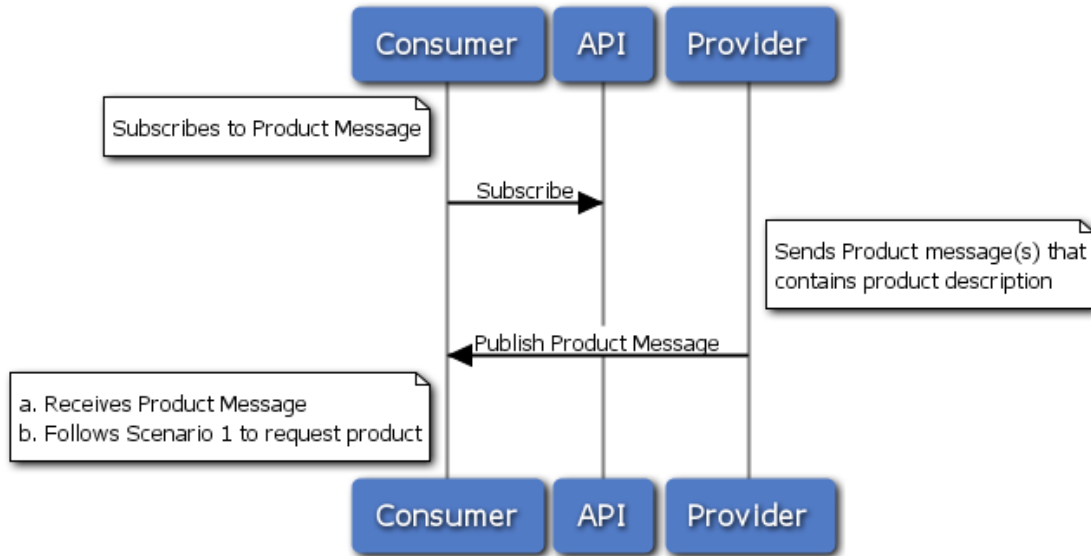 Consumer API Provider
Subscribes to Product Message
Subscribe
Sends Product message(s) that
contains product description
Publish Product Message
a. Receives Product Message
b. Follows Scenario 1 to request product
Consumer API Provider